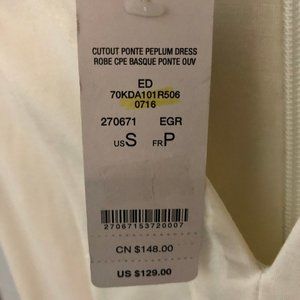 CUTOUT PONTE PEPLUM DRESS
ROBE CPE BASQUE PONTE OUV
ED
70KDA101R506
0716
270671 EGR
US S FR P
27067153720007
CN $148.00
US $129.00